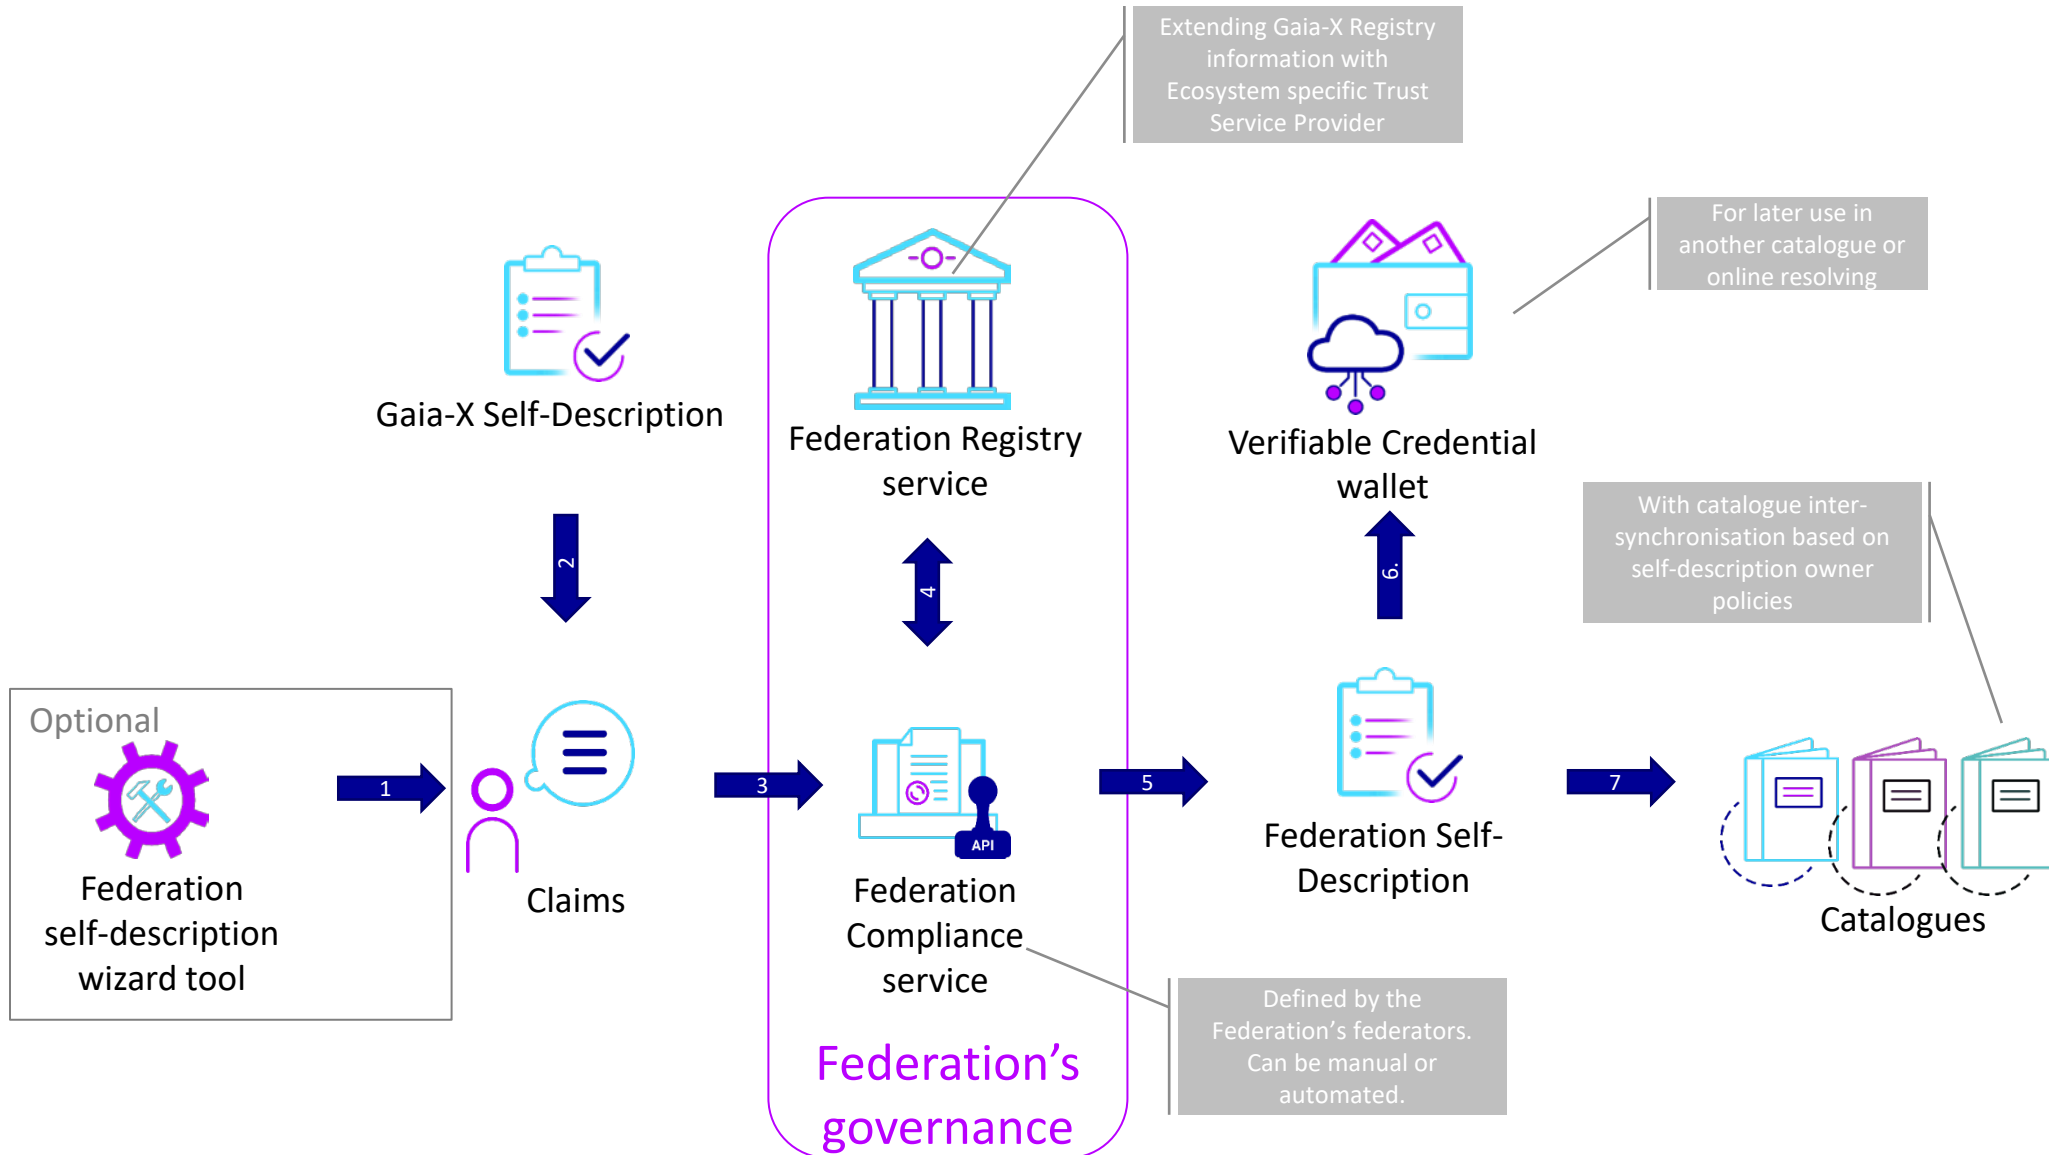 Extending Gaia-X Registry
information with
Ecosystem specific Trust
Service Provider
For later use in
another catalogue or
online resolving
Gaia-X Self-Description
Federation Registry
service
Verifiable Credential
wallet
With catalogue inter-
synchronisation based on
self-description owner
policies
2
4
6.
Optional
1
3
5
7
API
Federation
self-description
wizard tool
Claims
Federation
Compliance
service
Federation Self-
Description
Catalogues
Defined by the
Federation’s federators.
Can be manual or
automated.
Federation’s
governance